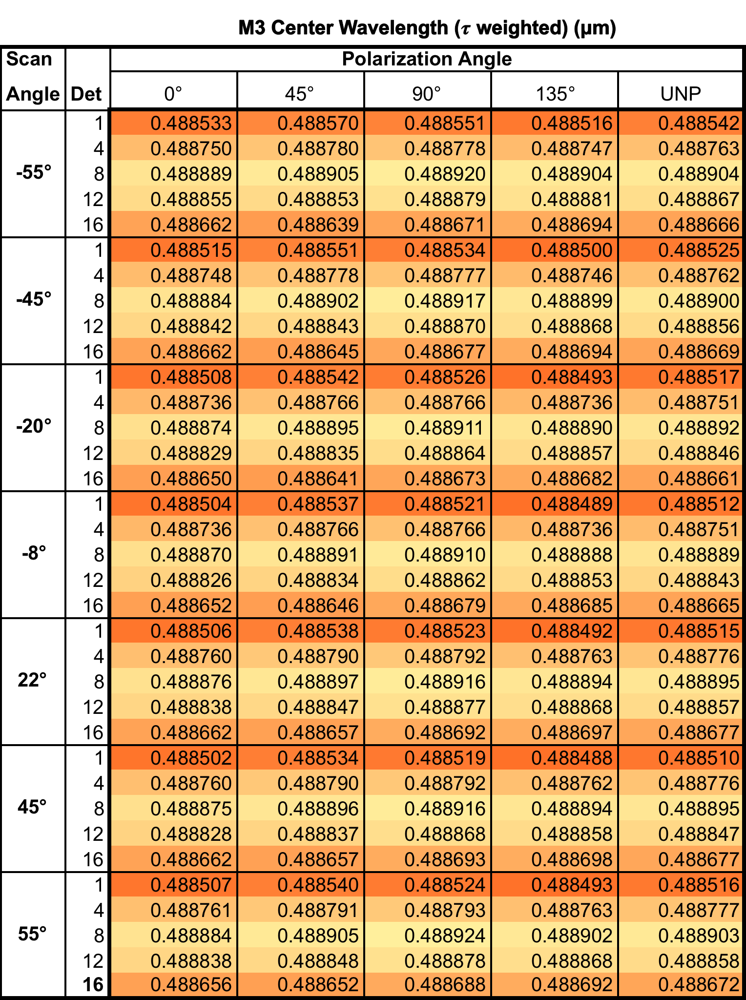 M3 Center Wavelength (τ weighted) (µm)
Scan Polarization Angle
Angle Det 0° 45° 90° 135° UNP
1 0.488533 0.488570 0.488551 0.488516 0.488542
4 0.488750 0.488780 0.488778 0.488747 0.488763
-55° 8 0.488889 0.488905 0.488920 0.488904 0.488904
12 0.488855 0.488853 0.488879 0.488881 0.488867
16 0.488662 0.488639 0.488671 0.488694 0.488666
1 0.488515 0.488551 0.488534 0.488500 0.488525
4 0.488748 0.488778 0.488777 0.488746 0.488762
-45° 8 0.488884 0.488902 0.488917 0.488899 0.488900
12 0.488842 0.488843 0.488870 0.488868 0.488856
16 0.488662 0.488645 0.488677 0.488694 0.488669
1 0.488508 0.488542 0.488526 0.488493 0.488517
4 0.488736 0.488766 0.488766 0.488736 0.488751
-20° 8 0.488874 0.488895 0.488911 0.488890 0.488892
12 0.488829 0.488835 0.488864 0.488857 0.488846
16 0.488650 0.488641 0.488673 0.488682 0.488661
1 0.488504 0.488537 0.488521 0.488489 0.488512
4 0.488736 0.488766 0.488766 0.488736 0.488751
-8° 8 0.488870 0.488891 0.488910 0.488888 0.488889
12 0.488826 0.488834 0.488862 0.488853 0.488843
16 0.488652 0.488646 0.488679 0.488685 0.488665
1 0.488506 0.488538 0.488523 0.488492 0.488515
4 0.488760 0.488790 0.488792 0.488763 0.488776
22° 8 0.488876 0.488897 0.488916 0.488894 0.488895
12 0.488838 0.488847 0.488877 0.488868 0.488857
16 0.488662 0.488657 0.488692 0.488697 0.488677
1 0.488502 0.488534 0.488519 0.488488 0.488510
4 0.488760 0.488790 0.488792 0.488762 0.488776
45° 8 0.488875 0.488896 0.488916 0.488894 0.488895
12 0.488828 0.488837 0.488868 0.488858 0.488847
16 0.488662 0.488657 0.488693 0.488698 0.488677
1 0.488507 0.488540 0.488524 0.488493 0.488516
4 0.488761 0.488791 0.488793 0.488763 0.488777
55° 8 0.488884 0.488905 0.488924 0.488902 0.488903
12 0.488838 0.488848 0.488878 0.488868 0.488858
16 0.488656 0.488652 0.488688 0.488692 0.488672